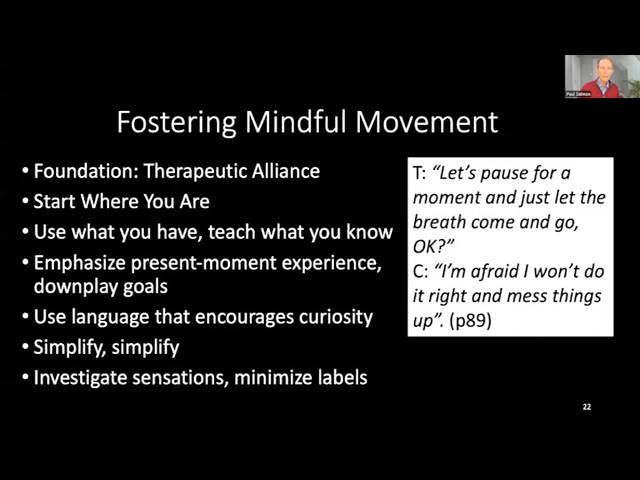 Paul Salmon
Fostering Mindful Movement
• Foundation: Therapeutic Alliance
• Start Where You Are
• Use what you have, teach what you know
• Emphasize present-moment experience,
downplay goals
• Use language that encourages curiosity
• Simplify, simplify
• Investigate sensations, minimize labels
T: “Let’s pause for a
moment and just let the
breath come and go,
OK?”
C: “I’m afraid I won’t do
it right and mess things
up”. (p89)
22